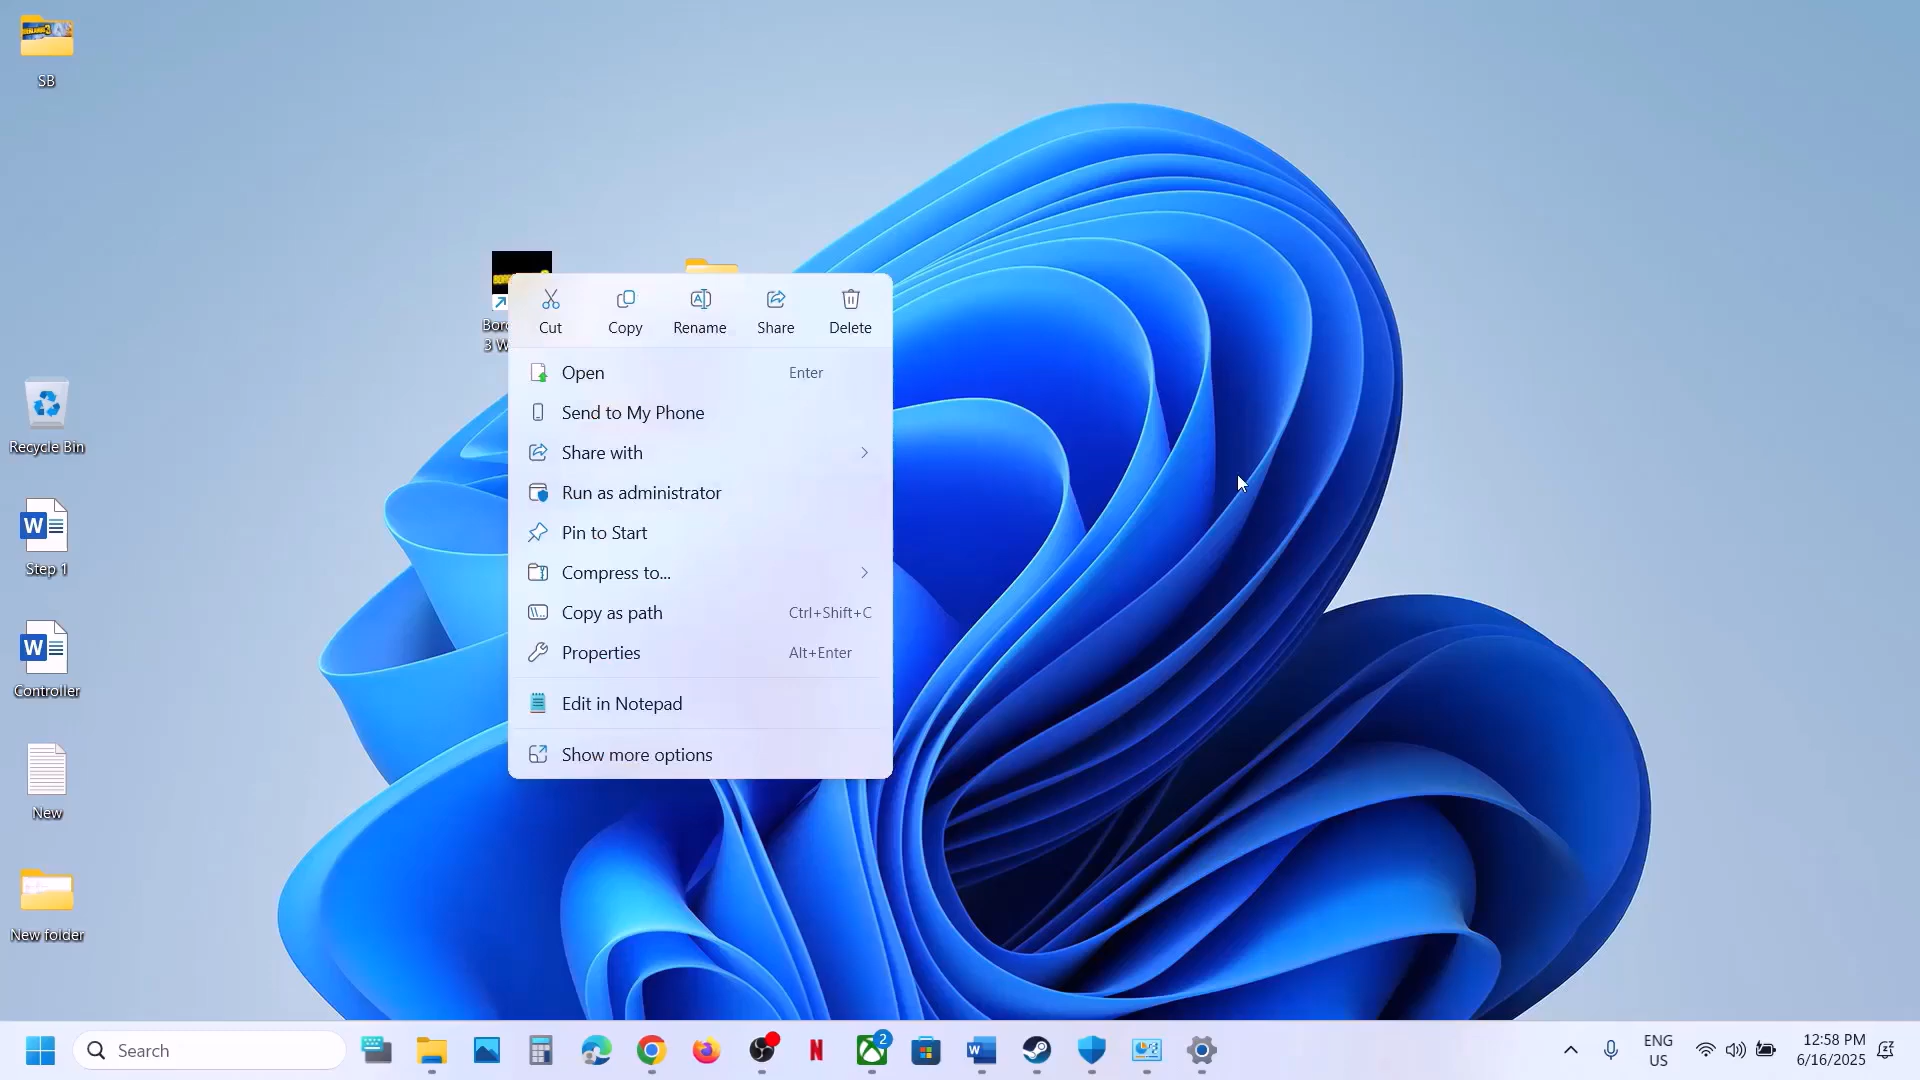 SB
Recycle Bin
Step 1
Controller
New
New folder
3 W
Cut
Copy
Rename
Share
Delete
Open Enter
Send to My Phone
Share with
Run as administrator
Pin to Start
Compress to...
Copy as path Ctrl+Shift+C
Properties Alt+Enter
Edit in Notepad
Show more options
Search
2
ENG
US
12:58 PM
6/16/2025